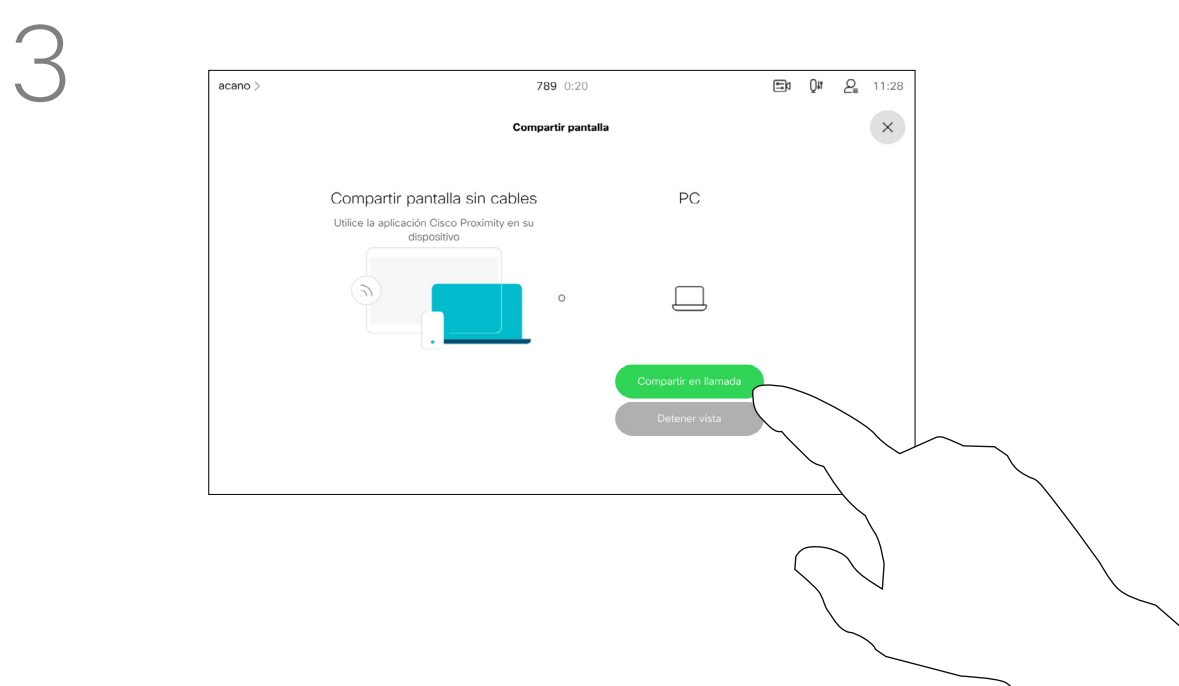 3
acano >
789 0:20
11:28
Compartir pantalla
Compartir pantalla sin cables
Utilice la aplicación Cisco Proximity en su
dispositivo
o
PC
Compartir en llamada
Detener vista